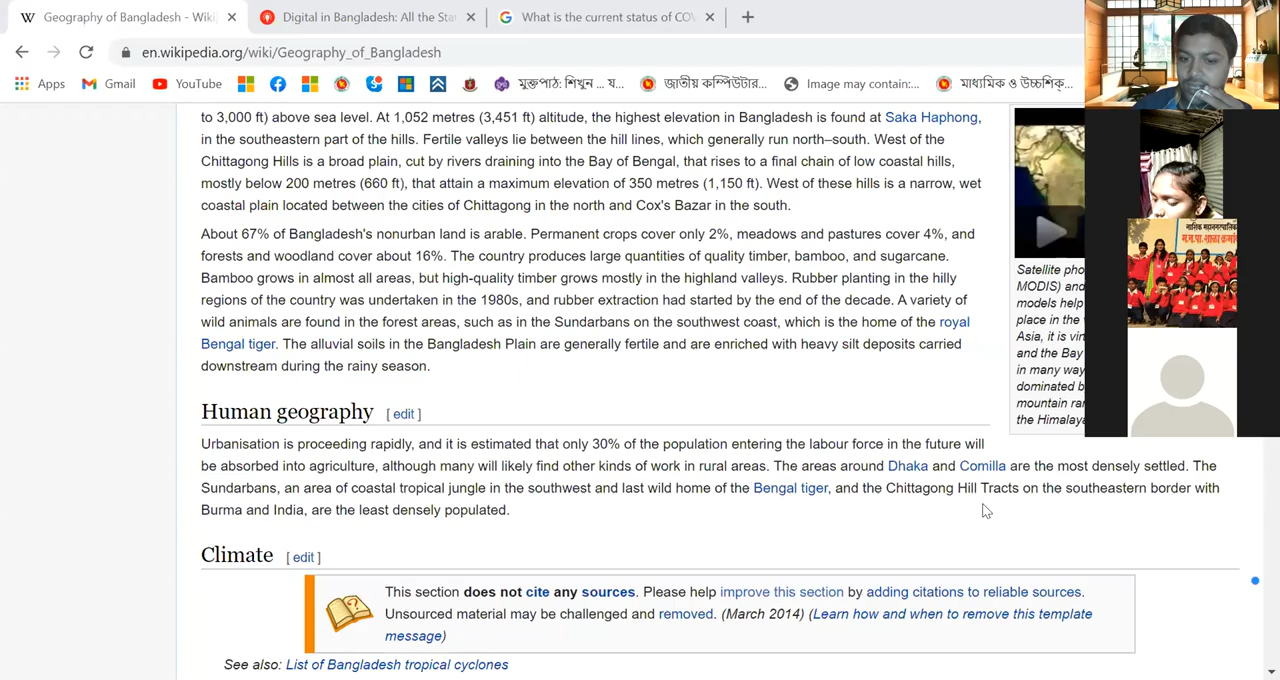 Geography of Bangladesh - Wiki
Digital in Bangladesh: All the Sta
What is the current status of CO
en.wikipedia.org/wiki/Geography_of_Bangladesh
Apps Gmail YouTube মুক্তপাঠ: শিখুন ... য... জাতীয় কম্পিউটার... Image may contain:... মাধ্যমিক ও উচ্চশিক্...
to 3,000 ft) above sea level. At 1,052 metres (3,451 ft) altitude, the highest elevation in Bangladesh is found at Saka Haphong,
in the southeastern part of the hills. Fertile valleys lie between the hill lines, which generally run north–south. West of the
Chittagong Hills is a broad plain, cut by rivers draining into the Bay of Bengal, that rises to a final chain of low coastal hills,
mostly below 200 metres (660 ft), that attain a maximum elevation of 350 metres (1,150 ft). West of these hills is a narrow, wet
coastal plain located between the cities of Chittagong in the north and Cox's Bazar in the south.
About 67% of Bangladesh's nonurban land is arable. Permanent crops cover only 2%, meadows and pastures cover 4%, and
forests and woodland cover about 16%. The country produces large quantities of quality timber, bamboo, and sugarcane.
Bamboo grows in almost all areas, but high-quality timber grows mostly in the highland valleys. Rubber planting in the hilly
regions of the country was undertaken in the 1980s, and rubber extraction had started by the end of the decade. A variety of
wild animals are found in the forest areas, such as in the Sundarbans on the southwest coast, which is the home of the royal
Bengal tiger. The alluvial soils in the Bangladesh Plain are generally fertile and are enriched with heavy silt deposits carried
downstream during the rainy season.
Satellite pho
MODIS) and
models help
place in the
Asia, it is vir
and the Bay
in many way
dominated b
mountain ra
the Himalay
Human geography [ edit ]
Urbanisation is proceeding rapidly, and it is estimated that only 30% of the population entering the labour force in the future will
be absorbed into agriculture, although many will likely find other kinds of work in rural areas. The areas around Dhaka and Comilla are the most densely settled. The
Sundarbans, an area of coastal tropical jungle in the southwest and last wild home of the Bengal tiger, and the Chittagong Hill Tracts on the southeastern border with
Burma and India, are the least densely populated.
Climate [ edit ]
This section does not cite any sources. Please help improve this section by adding citations to reliable sources.
Unsourced material may be challenged and removed. (March 2014) (Learn how and when to remove this template
message)
See also: List of Bangladesh tropical cyclones